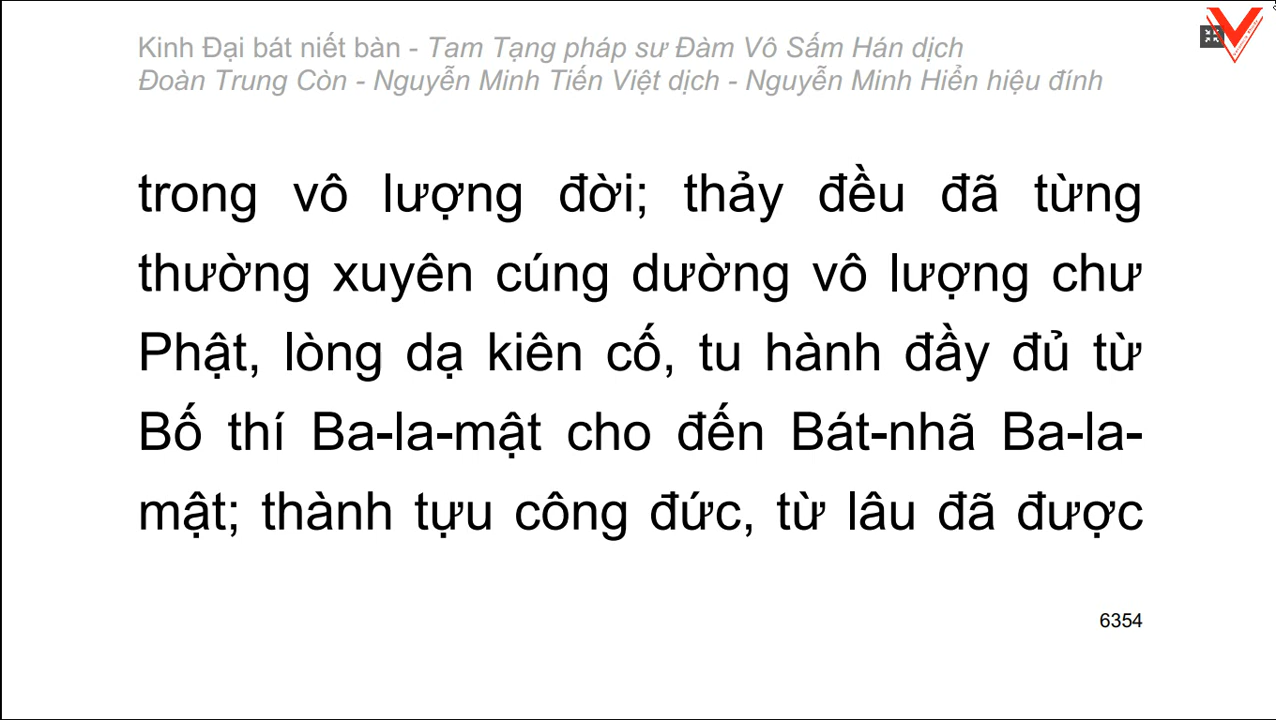 Kinh Đại bát niết bàn - Tam Tạng pháp sư Đàm Vô Sấm Hán dịch
Đoàn Trung Còn - Nguyễn Minh Tiến Việt dịch - Nguyễn Minh Hiển hiệu đính
trong vô lượng đời; thảy đều đã từng
thường xuyên cúng dường vô lượng chư
Phật, lòng dạ kiên cố, tu hành đầy đủ từ
Bố thí Ba-la-mật cho đến Bát-nhã Ba-la-
mật; thành tựu công đức, từ lâu đã được
6354